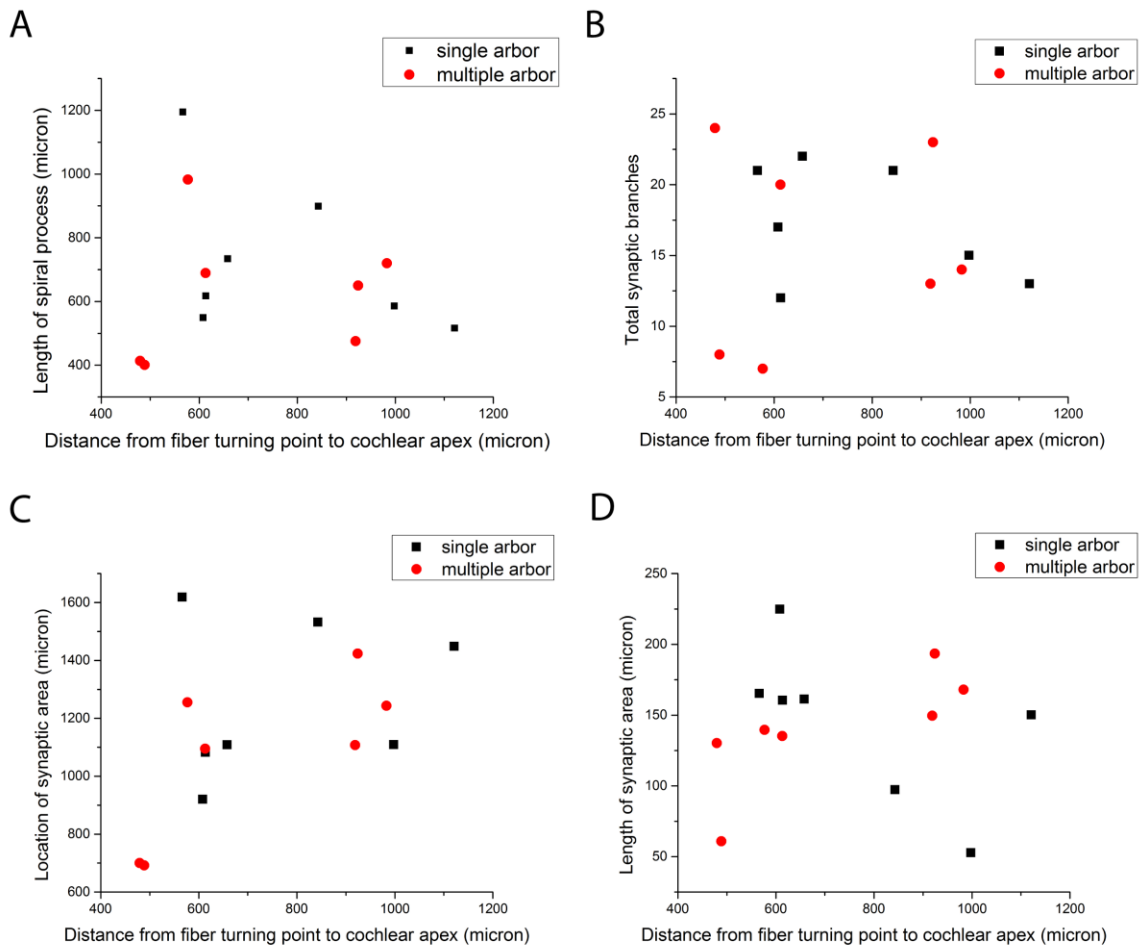 A
single arbor
multiple arbor
Length of spiral process (micron)
1200
1000
800
600
400
400 600 800 1000 1200
Distance from fiber turning point to cochlear apex (micron)
B
single arbor
multiple arbor
Total synaptic branches
25
20
15
10
5
400 600 800 1000 1200
Distance from fiber turning point to cochlear apex (micron)
C
single arbor
multiple arbor
Location of synaptic area (micron)
1600
1400
1200
1000
800
600
400 600 800 1000 1200
Distance from fiber turning point to cochlear apex (micron)
D
single arbor
multiple arbor
Length of synaptic area (micron)
250
200
150
100
50
400 600 800 1000 1200
Distance from fiber turning point to cochlear apex (micron)